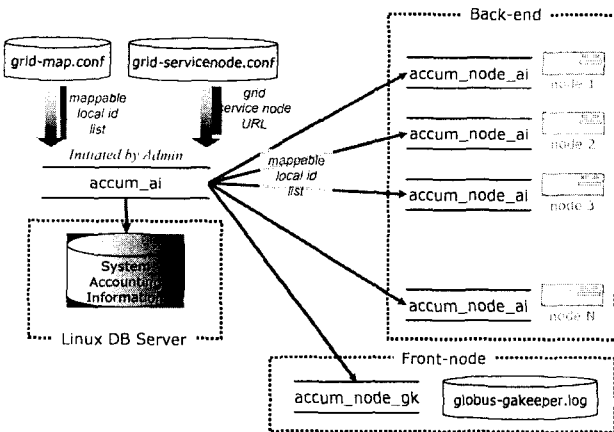 Back-end
grid-map.conf
grid-servicenode.conf
mappable
local id
list
grid
service node
URL
Initiated by Admin
accum_ai
System
Accounting
Information
Linux DB Server
mappable
local id
list
accum_node_ai
node 1
accum_node_ai
node 2
accum_node_ai
node 3
accum_node_ai
node N
Front-node
accum_node_gk
globus-gakeeper.log